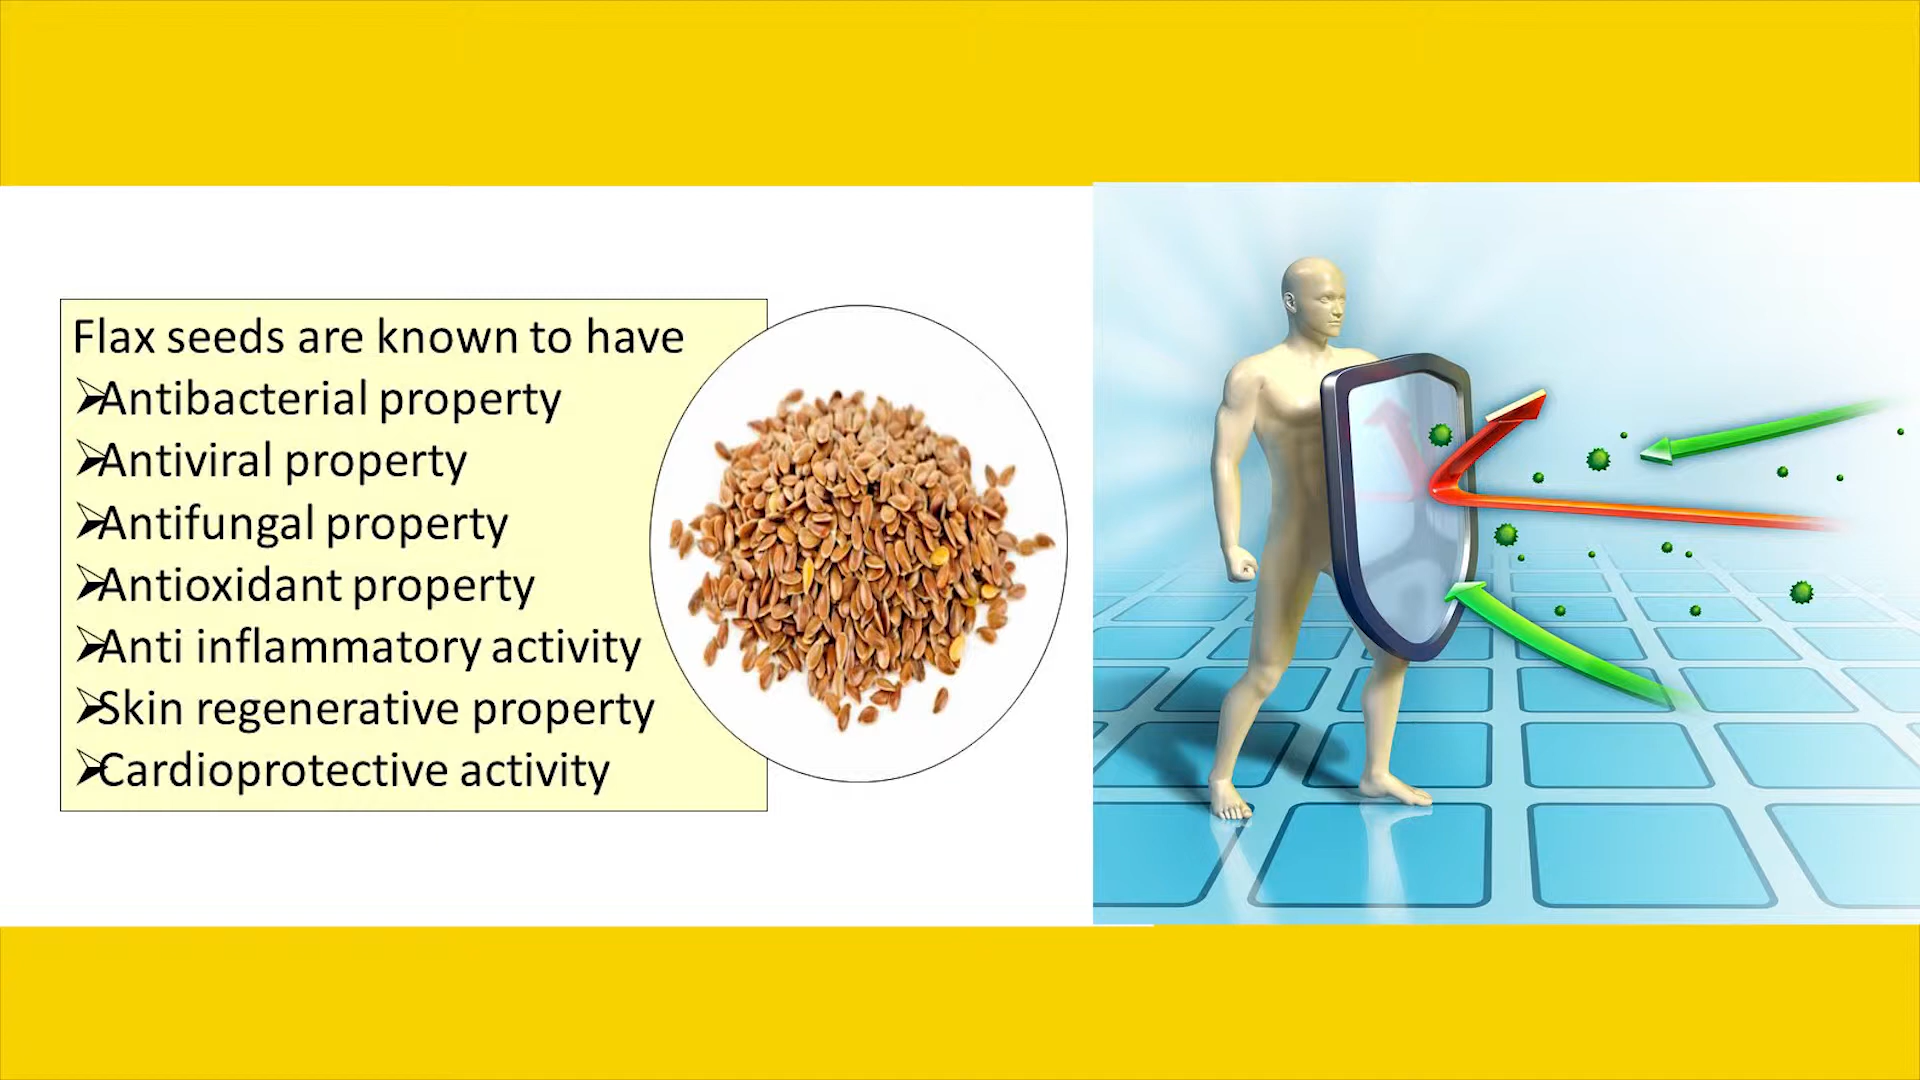 Flax seeds are known to have
➢Antibacterial property
➢Antiviral property
➢Antifungal property
➢Antioxidant property
➢Anti inflammatory activity
➢Skin regenerative property
➢Cardioprotective activity